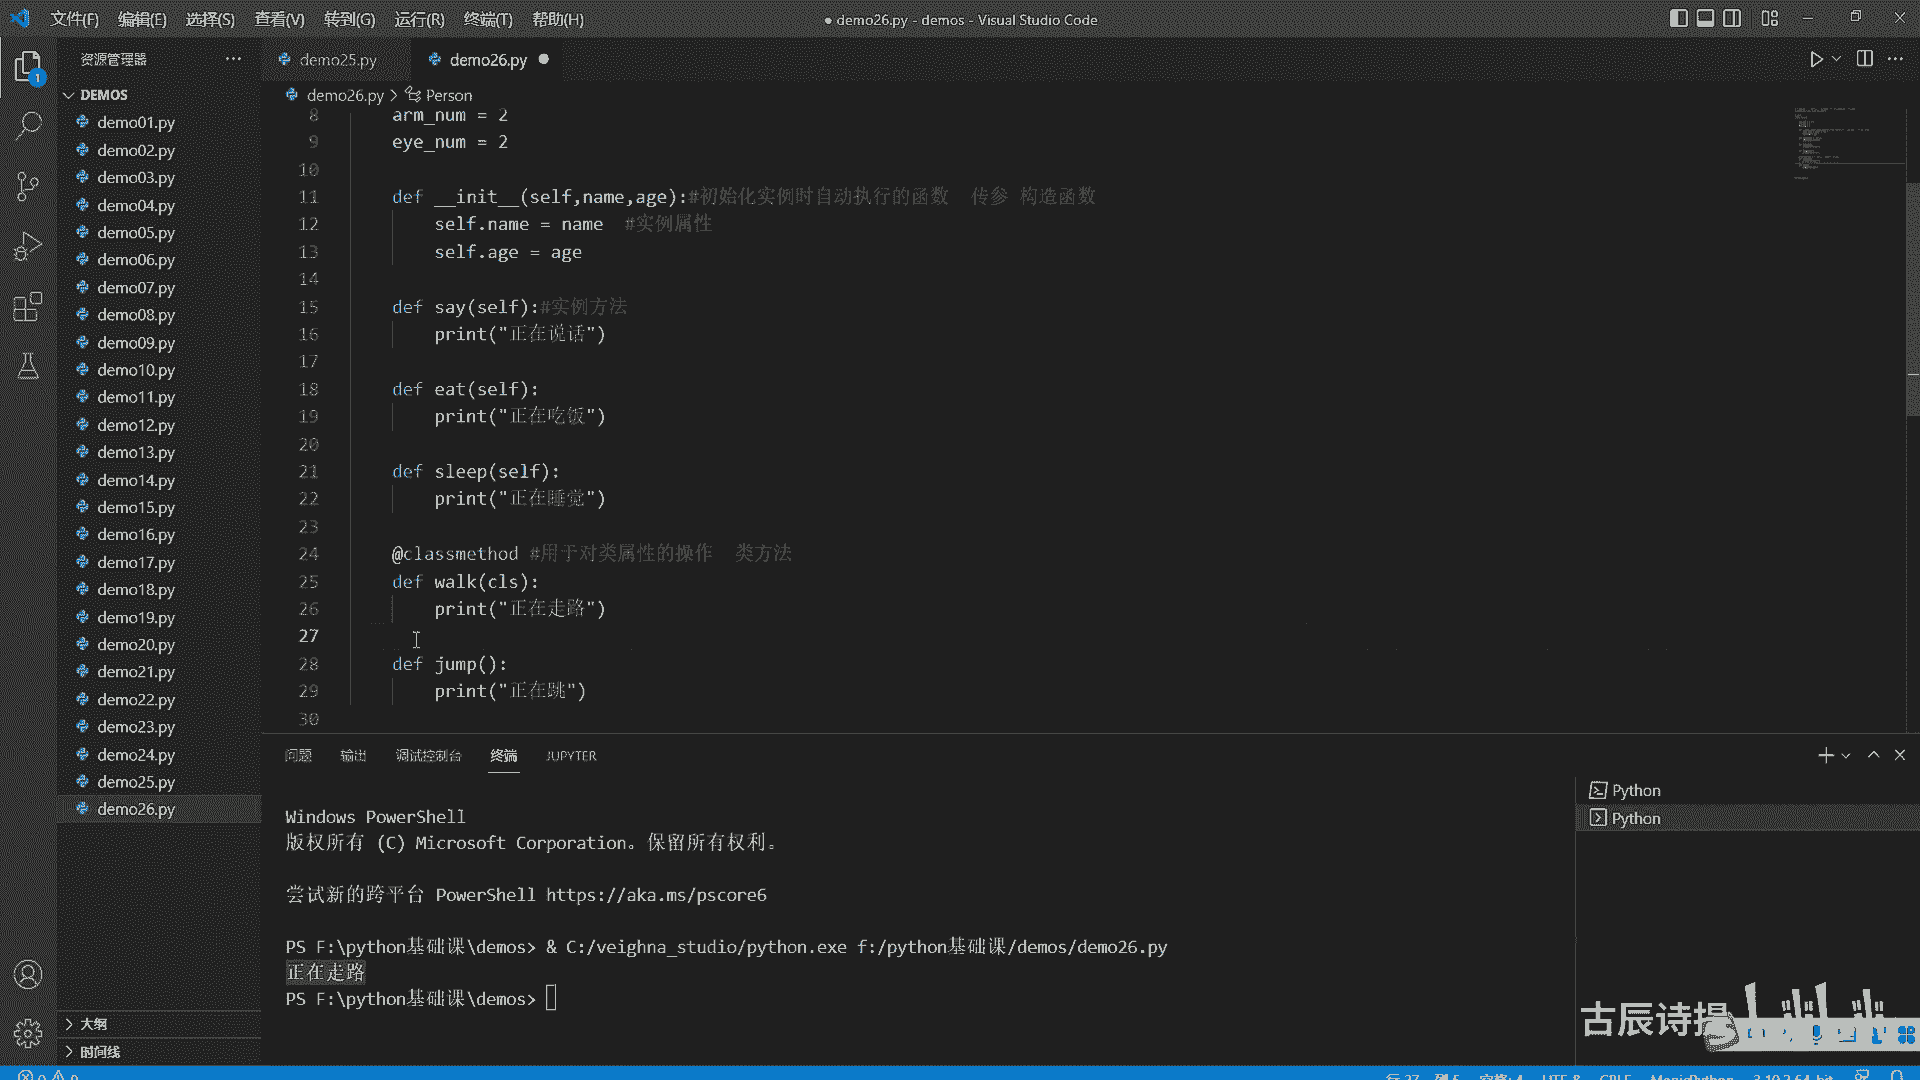 文件(F) 编辑(E) 选择(S) 查看(V) 转到(G) 运行(R) 终端(T) 帮助(H)
● demo26.py - demos - Visual Studio Code
资源管理器 ···
demo25.py
demo26.py ●
1
DEMOS
demo26.py > Person
demo01.py
demo02.py
demo03.py
demo04.py
demo05.py
demo06.py
demo07.py
demo08.py
demo09.py
demo10.py
demo11.py
demo12.py
demo13.py
demo14.py
demo15.py
demo16.py
demo17.py
demo18.py
demo19.py
demo20.py
demo21.py
demo22.py
demo23.py
demo24.py
demo25.py
demo26.py
大纲
时间线
8 arm_num = 2
9 eye_num = 2
10
11 def __init__(self,name,age):#初始化实例时自动执行的函数 传参 构造函数
12 self.name = name #实例属性
13 self.age = age
14
15 def say(self):#实例方法
16 print("正在说话")
17
18 def eat(self):
19 print("正在吃饭")
20
21 def sleep(self):
22 print("正在睡觉")
23
24 @classmethod #用于对类属性的操作 类方法
25 def walk(cls):
26 print("正在走路")
27
28 def jump():
29 print("正在跳")
30
问题 输出 调试控制台 终端 JUPYTER
Windows PowerShell
版权所有 (C) Microsoft Corporation。保留所有权利。
尝试新的跨平台 PowerShell https://aka.ms/pscore6
PS F:\python基础课\demos> & C:/veighna_studio/python.exe f:/python基础课/demos/demo26.py
正在走路
PS F:\python基础课\demos>
Python
Python
古辰诗提